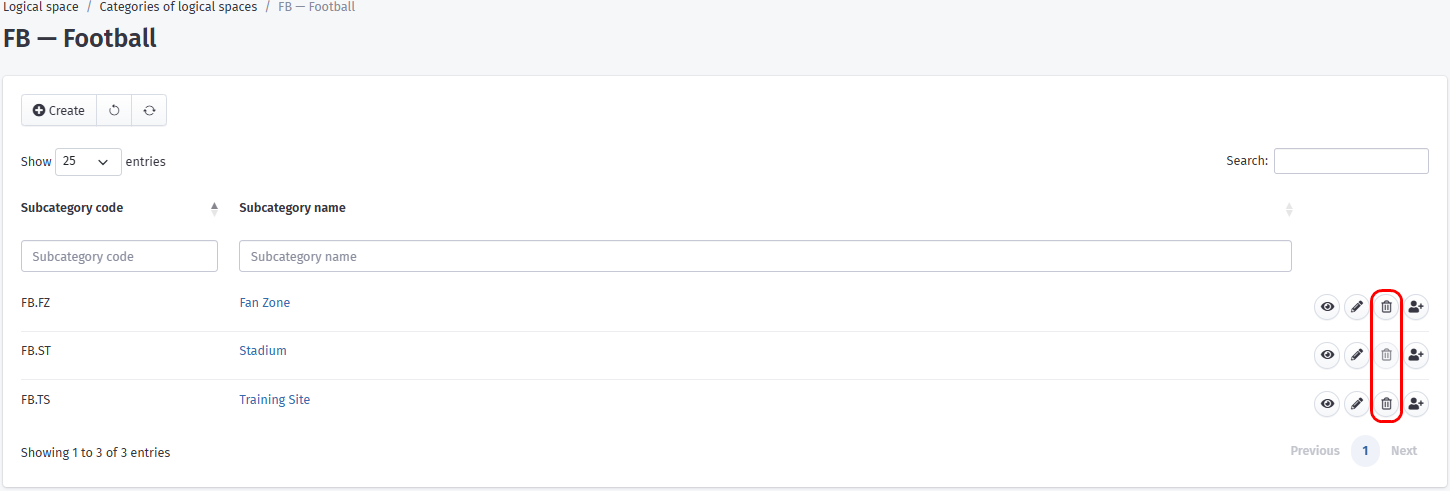 Logical space / Categories of logical spaces / FB — Football
FB — Football
Create
Show 25 entries Search:
Subcategory code Subcategory name
Subcategory code Subcategory name
FB.FZ Fan Zone
FB.ST Stadium
FB.TS Training Site
Showing 1 to 3 of 3 entries Previous 1 Next